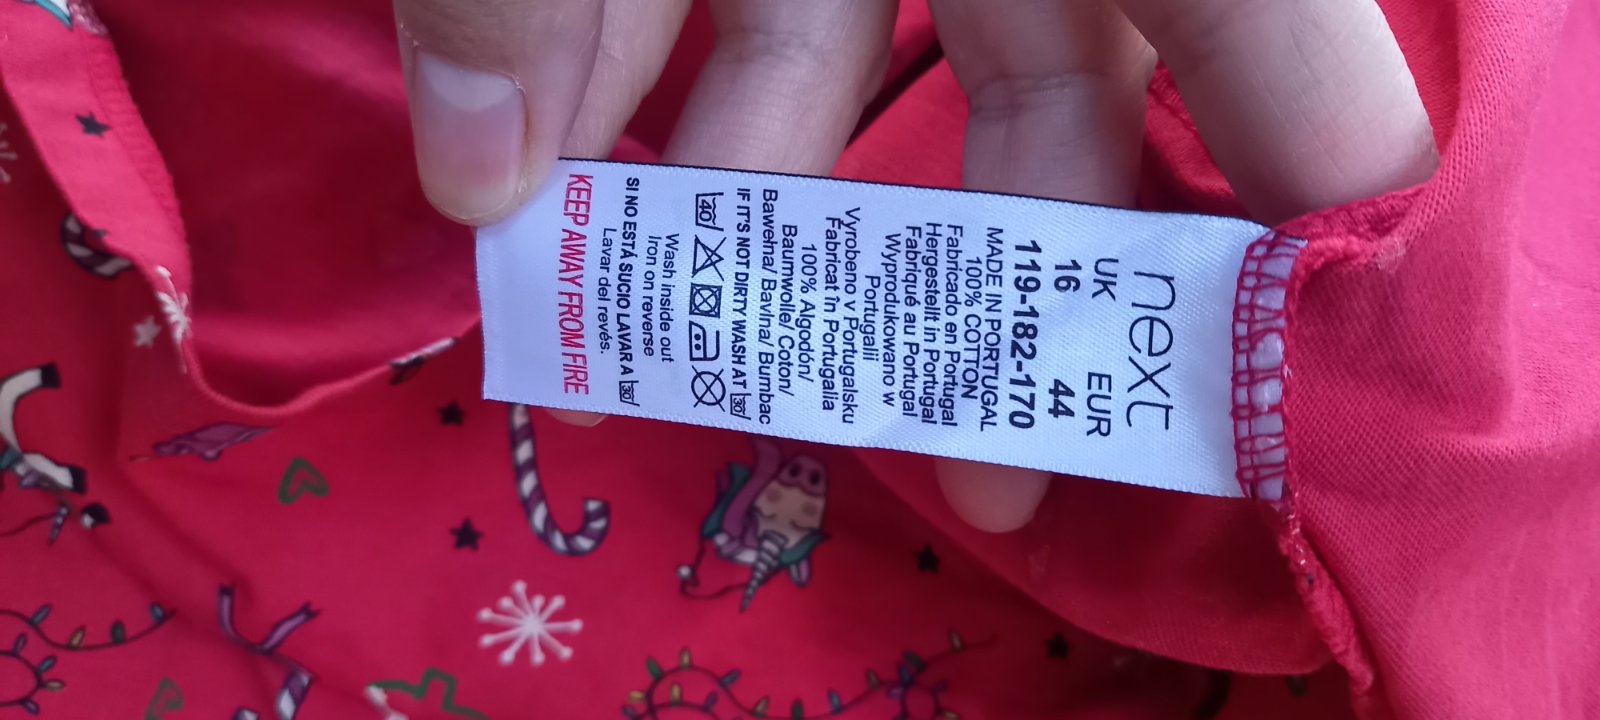 next
UK EUR
16 44
119-182-170
MADE IN PORTUGAL
100% COTTON
Fabricado en Portugal
Hergestellt in Portugal
Fabriqué au Portugal
Wyprodukowano w
Portugalii
Vyrobeno v Portugalsku
Fabricat în Portugalia
100% Algodón/
Baumwolle/ Coton/
Bawełna/ Bavlna/ Bumbac
IF IT'S NOT DIRTY WASH AT 30
40
Wash inside out
Iron on reverse
SI NO ESTÁ SUCIO LAVAR A 30
Lavar del revés.
KEEP AWAY FROM FIRE